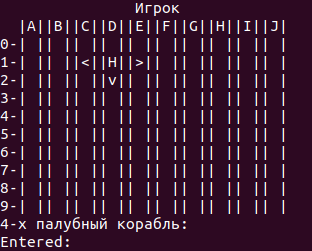 Игрок
|A||B||C||D||E||F||G||H||I||J|
0-| || || || || || || || || || |
1-| || ||<||H||>|| || || || || |
2-| || || ||v|| || || || || || |
3-| || || || || || || || || || |
4-| || || || || || || || || || |
5-| || || || || || || || || || |
6-| || || || || || || || || || |
7-| || || || || || || || || || |
8-| || || || || || || || || || |
9-| || || || || || || || || || |
4-х палубный корабль:
Entered: